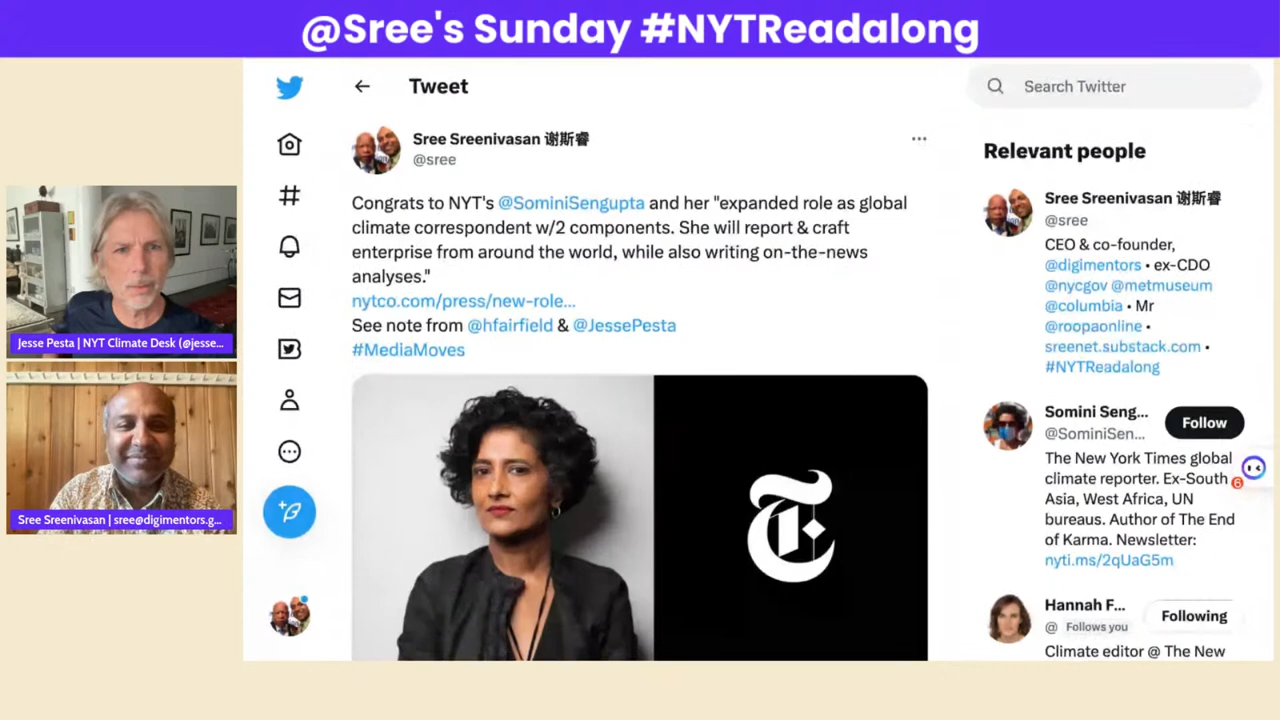 @Sree's Sunday #NYTReadalong
Tweet
Search Twitter
Sree Sreenivasan 谢斯睿
@sree
Congrats to NYT's @SominiSengupta and her "expanded role as global
climate correspondent w/2 components. She will report & craft
enterprise from around the world, while also writing on-the-news
analyses."
nytco.com/press/new-role...
See note from @hfairfield & @JessePesta
#MediaMoves
Relevant people
Sree Sreenivasan 谢斯睿
@sree
CEO & co-founder,
@digimentors • ex-CDO
@nycgov @metmuseum
@columbia • Mr
@roopaonline •
sreenet.substack.com •
#NYTReadalong
Somini Seng...
@SominiSen...
Follow
The New York Times global
climate reporter. Ex-South
Asia, West Africa, UN
bureaus. Author of The End
of Karma. Newsletter:
nyti.ms/2qUaG5m
6
Hannah F...
@ Follows you
Following
Climate editor @ The New
Jesse Pesta | NYT Climate Desk (@jesse...
Sree Sreenivasan | sree@digimentors.g...
T